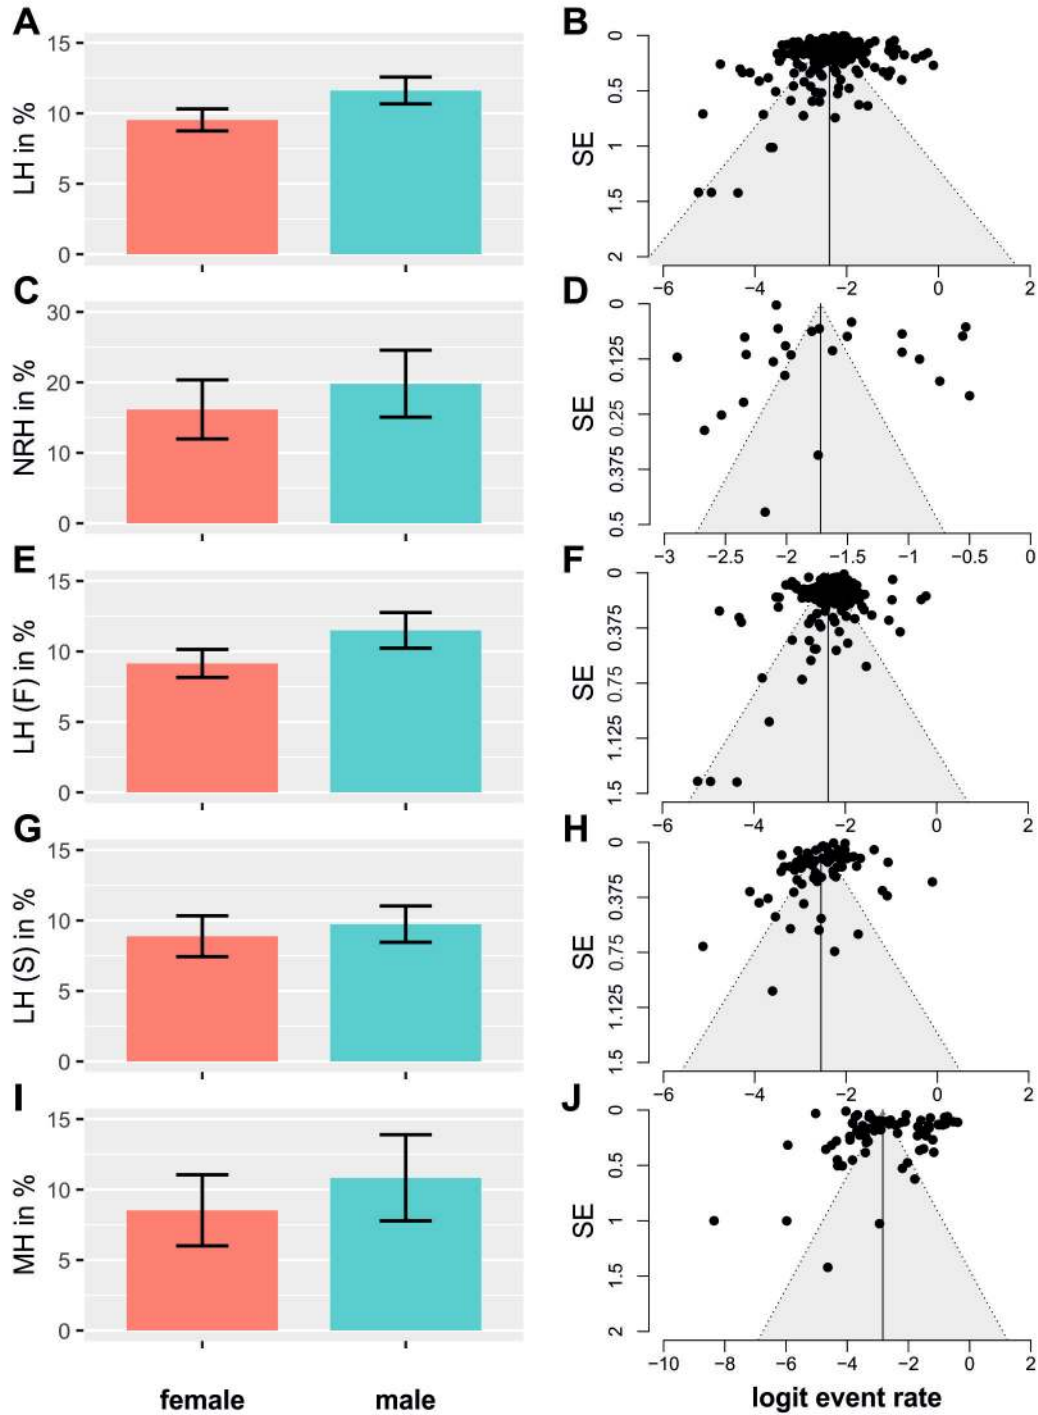 A
LH in %
15
10
5
0
B
SE
0
0.5
1
1.5
2
−6 −4 −2 0 2
C
NRH in %
30
20
10
0
D
SE
0
0.125
0.25
0.375
0.5
−3 −2.5 −2 −1.5 −1 −0.5 0
E
LH (F) in %
15
10
5
0
F
SE
0
0.375
0.75
1.125
1.5
−6 −4 −2 0 2
G
LH (S) in %
15
10
5
0
H
SE
0
0.375
0.75
1.125
1.5
−6 −4 −2 0 2
I
MH in %
15
10
5
0
female male
J
SE
0
0.5
1
1.5
2
−10 −8 −6 −4 −2 0 2
logit event rate